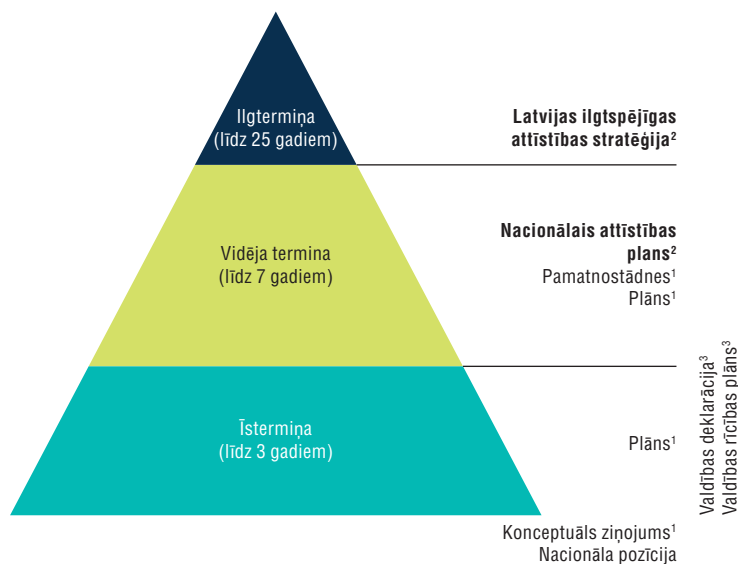 Ilgtermiņa
(līdz 25 gadiem)
Latvijas ilgtspējīgas
attīstības stratēģija²
Vidēja termina
(līdz 7 gadiem)
Nacionālais attīstības
plans²
Pamatnostādnes¹
Plāns¹
Īstermiņa
(līdz 3 gadiem)
Plāns¹
Valdības deklarācija³
Valdības rīcības plāns³
Konceptuāls ziņojums¹
Nacionāla pozīcija